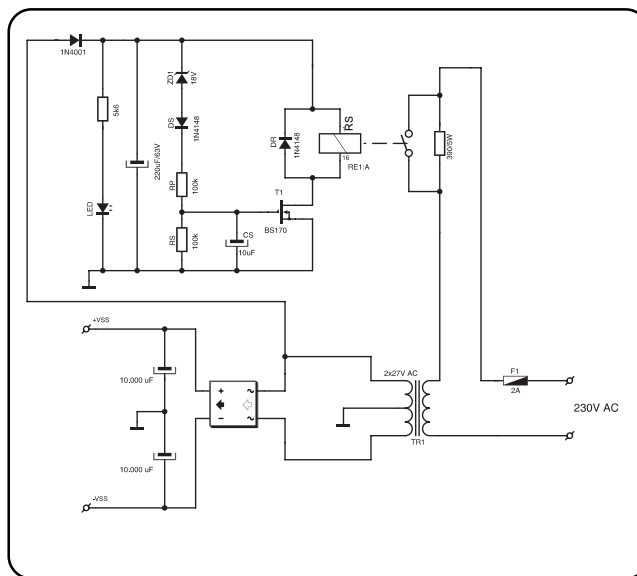 1N4001
5k6
LED
220uF/63V
ZD1
18V
DS
1N4148
RP
100k
RS
100k
CS
10uF
T1
BS170
DR
1N4148
RS
16
RE1:A
390/5W
+VSS
10.000 uF
10.000 uF
-VSS
+
~
−
~
2x27V AC
TR1
F1
2A
230V AC